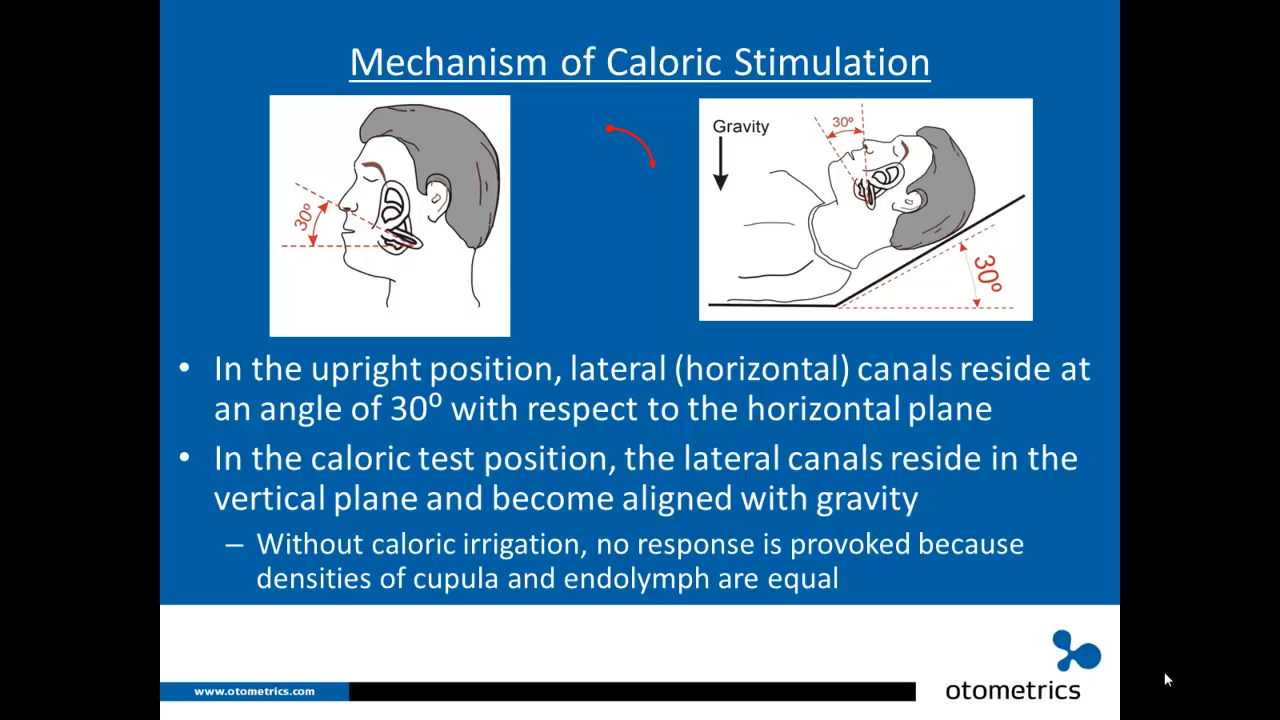 Mechanism of Caloric Stimulation
30º
Gravity
30º
30º
• In the upright position, lateral (horizontal) canals reside at
an angle of 30⁰ with respect to the horizontal plane
• In the caloric test position, the lateral canals reside in the
vertical plane and become aligned with gravity
– Without caloric irrigation, no response is provoked because
densities of cupula and endolymph are equal
www.otometrics.com
otometrics